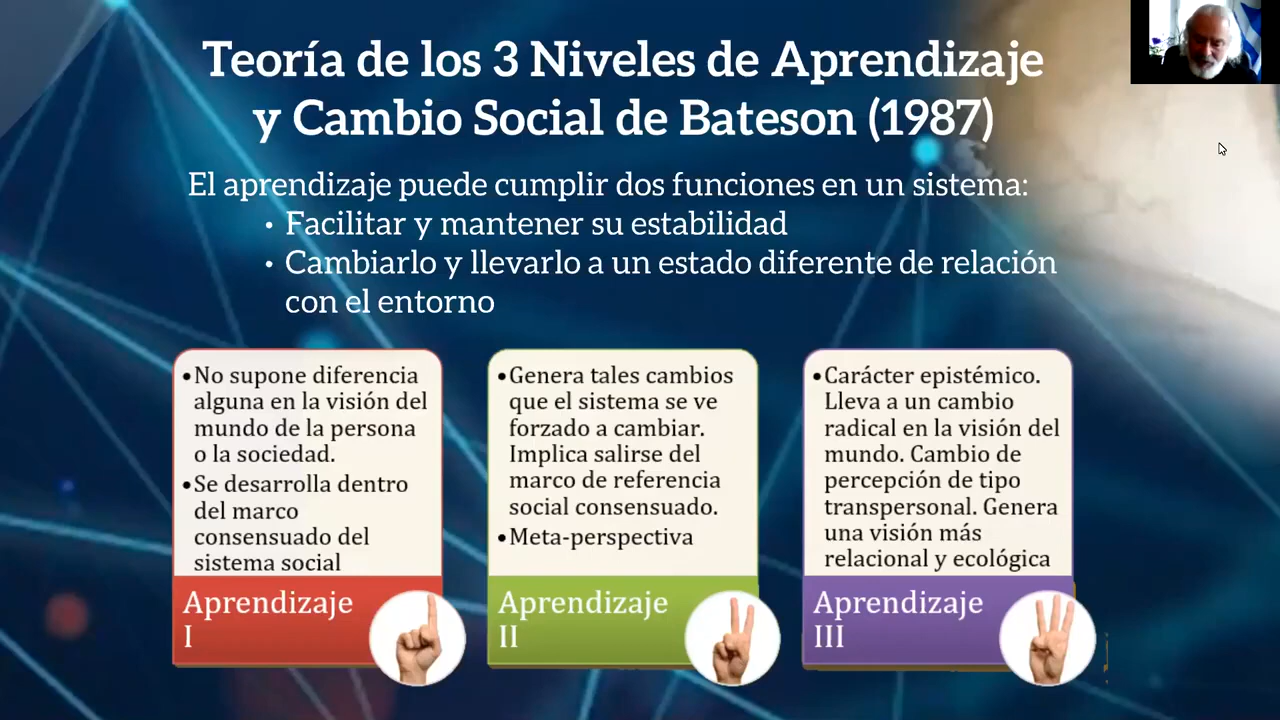 Teoría de los 3 Niveles de Aprendizaje
y Cambio Social de Bateson (1987)
El aprendizaje puede cumplir dos funciones en un sistema:
• Facilitar y mantener su estabilidad
• Cambiarlo y llevarlo a un estado diferente de relación
con el entorno
•No supone diferencia
alguna en la visión del
mundo de la persona
o la sociedad.
•Se desarrolla dentro
del marco
consensuado del
sistema social
Aprendizaje
I
•Genera tales cambios
que el sistema se ve
forzado a cambiar.
Implica salirse del
marco de referencia
social consensuado.
•Meta-perspectiva
Aprendizaje
II
•Carácter epistémico.
Lleva a un cambio
radical en la visión del
mundo. Cambio de
percepción de tipo
transpersonal. Genera
una visión más
relacional y ecológica
Aprendizaje
III